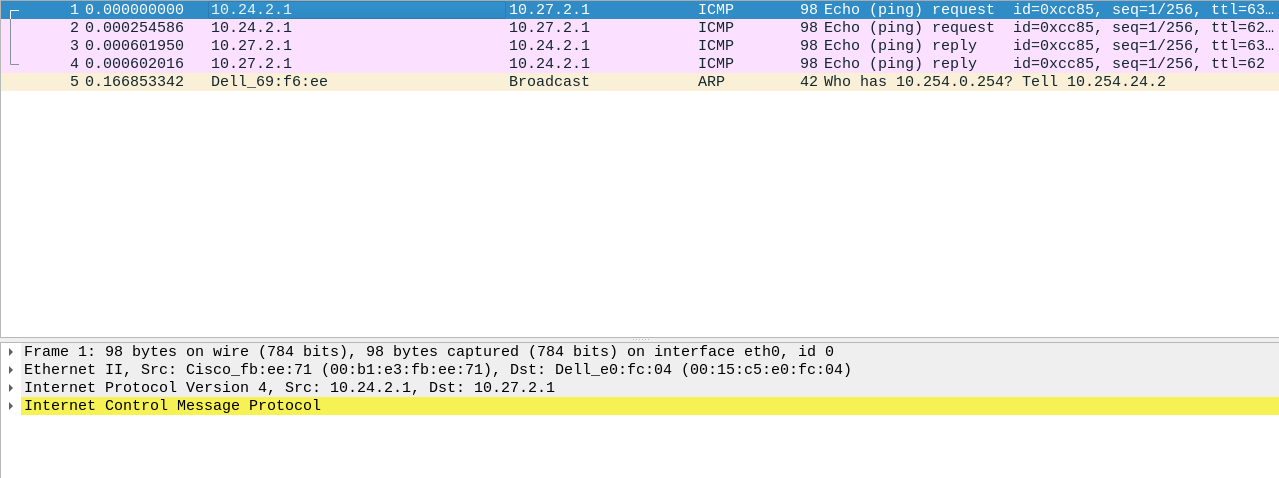 1 0.000000000 10.24.2.1 10.27.2.1 ICMP 98 Echo (ping) request id=0xcc85, seq=1/256, ttl=63…
2 0.000254586 10.24.2.1 10.27.2.1 ICMP 98 Echo (ping) request id=0xcc85, seq=1/256, ttl=62…
3 0.000601950 10.27.2.1 10.24.2.1 ICMP 98 Echo (ping) reply id=0xcc85, seq=1/256, ttl=63…
4 0.000602016 10.27.2.1 10.24.2.1 ICMP 98 Echo (ping) reply id=0xcc85, seq=1/256, ttl=62
5 0.166853342 Dell_69:f6:ee Broadcast ARP 42 Who has 10.254.0.254? Tell 10.254.24.2
Frame 1: 98 bytes on wire (784 bits), 98 bytes captured (784 bits) on interface eth0, id 0
Ethernet II, Src: Cisco_fb:ee:71 (00:b1:e3:fb:ee:71), Dst: Dell_e0:fc:04 (00:15:c5:e0:fc:04)
Internet Protocol Version 4, Src: 10.24.2.1, Dst: 10.27.2.1
Internet Control Message Protocol